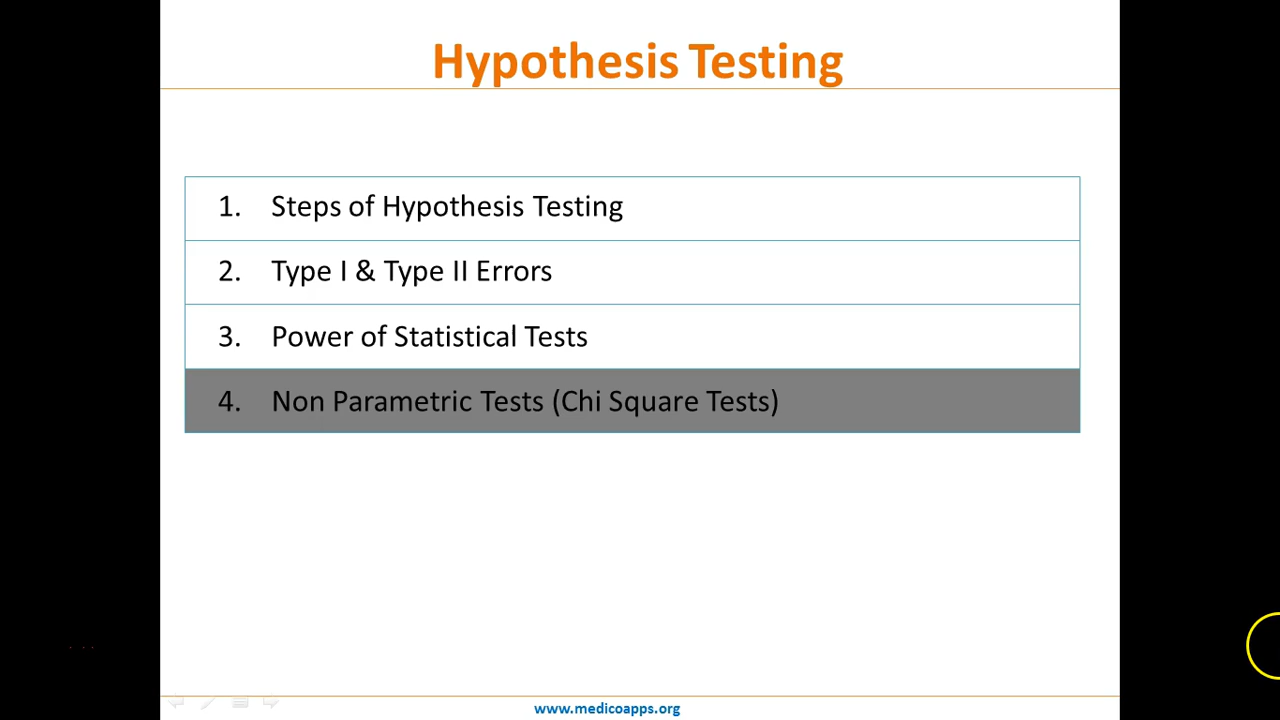 Hypothesis Testing
1. Steps of Hypothesis Testing
2. Type I & Type II Errors
3. Power of Statistical Tests
4. Non Parametric Tests (Chi Square Tests)
www.medicoapps.org